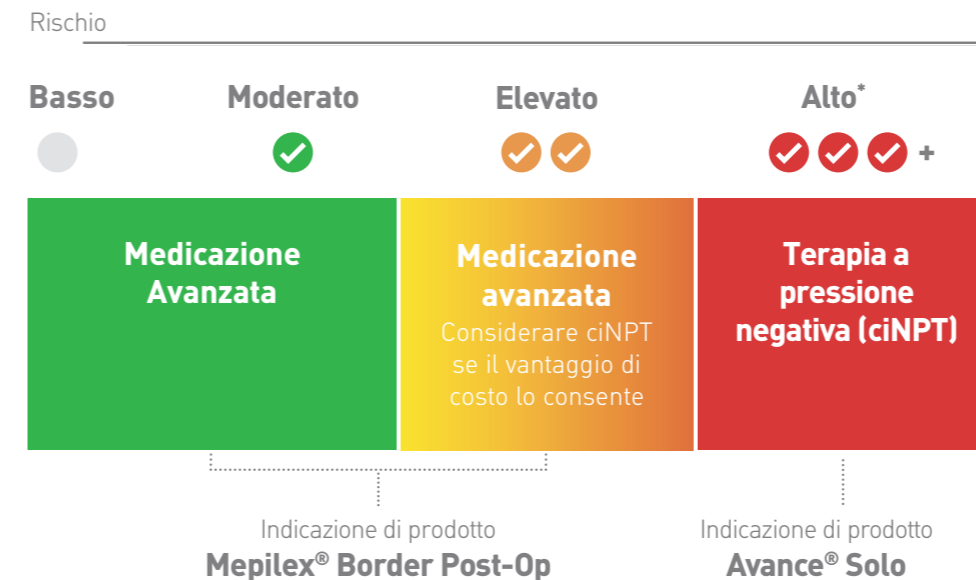 Rischio
Basso
Moderato
Elevato
Alto*
+
Medicazione
Avanzata
Medicazione
avanzata
Considerare ciNPT
se il vantaggio di
costo lo consente
Terapia a
pressione
negativa (ciNPT)
Indicazione di prodotto
Mepilex® Border Post-Op
Indicazione di prodotto
Avance® Solo